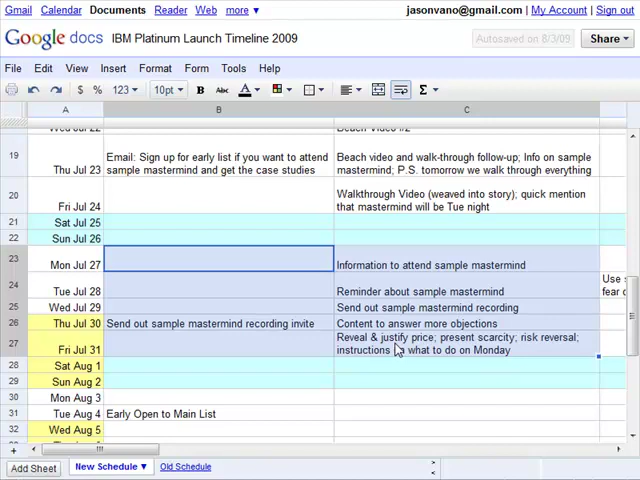 Gmail Calendar Documents Reader Web more ▾ jasonvano@gmail.com | My Account | Sign out
Google docs IBM Platinum Launch Timeline 2009 Autosaved on 8/3/09 Share ▾
File Edit View Insert Format Form Tools Help
$ % 123 ▾ 10pt ▾ B Abc A ▾ Σ ▾
A B C
Wed Jul 22 Beach Video #2
19 Thu Jul 23 Email: Sign up for early list if you want to attend sample mastermind and get the case studies Beach video and walk-through follow-up; Info on sample mastermind; P.S. tomorrow we walk through everything
20 Fri Jul 24 Walkthrough Video (weaved into story); quick mention that mastermind will be Tue night
21 Sat Jul 25
22 Sun Jul 26
23 Mon Jul 27 Information to attend sample mastermind
24 Tue Jul 28 Reminder about sample mastermind Use s fear o
25 Wed Jul 29 Send out sample mastermind recording
26 Thu Jul 30 Send out sample mastermind recording invite Content to answer more objections
27 Fri Jul 31 Reveal & justify price; present scarcity; risk reversal; instructions what to do on Monday
28 Sat Aug 1
29 Sun Aug 2
30 Mon Aug 3
31 Tue Aug 4 Early Open to Main List
32 Wed Aug 5
+
Add Sheet New Schedule ▾ Old Schedule